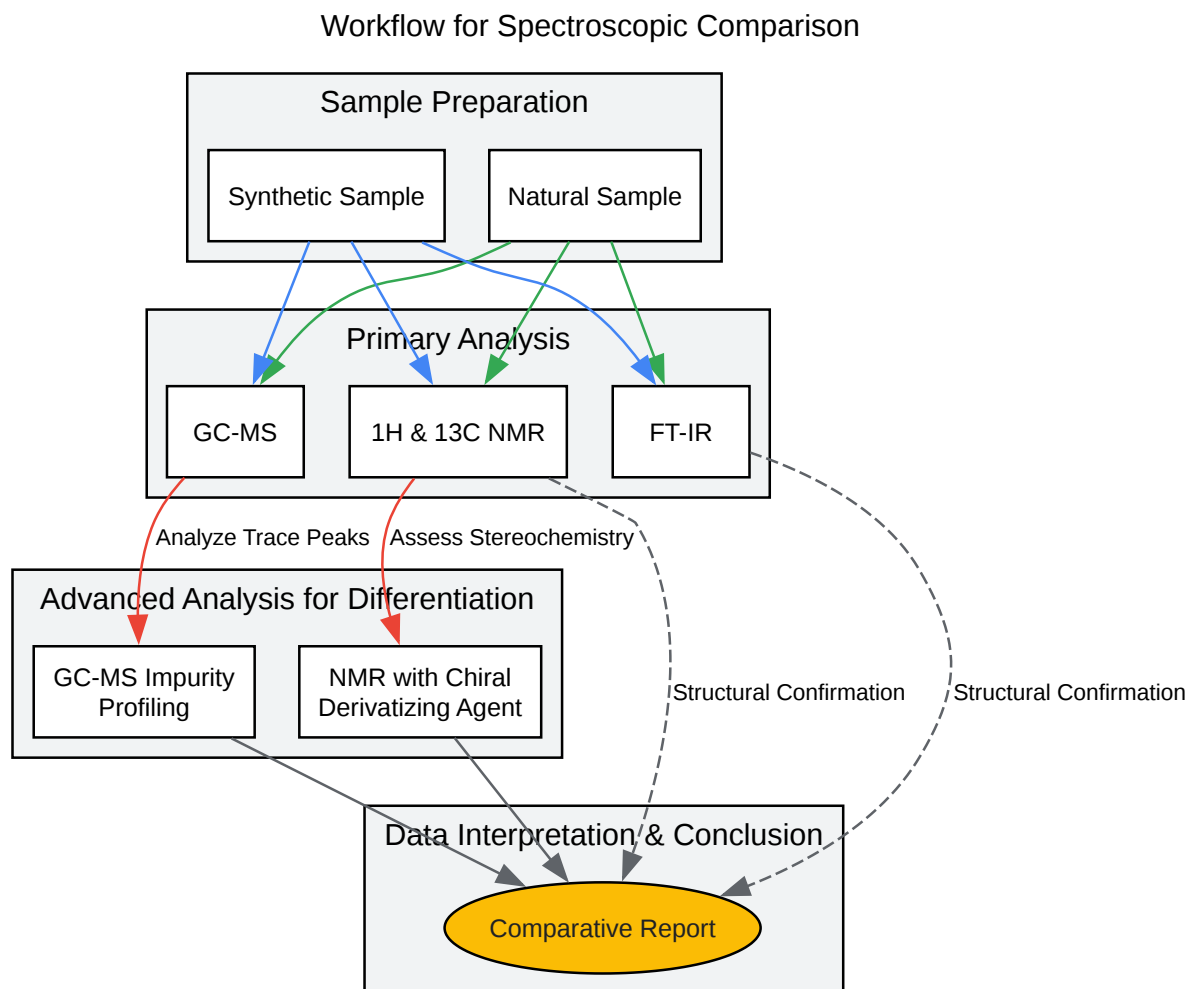 Workflow for Spectroscopic Comparison
Sample Preparation
Synthetic Sample
Natural Sample
Primary Analysis
GC-MS
1H & 13C NMR
FT-IR
Analyze Trace Peaks
Assess Stereochemistry
Advanced Analysis for Differentiation
GC-MS Impurity
Profiling
NMR with Chiral
Derivatizing Agent
Structural Confirmation
Structural Confirmation
Data Interpretation & Conclusion
Comparative Report